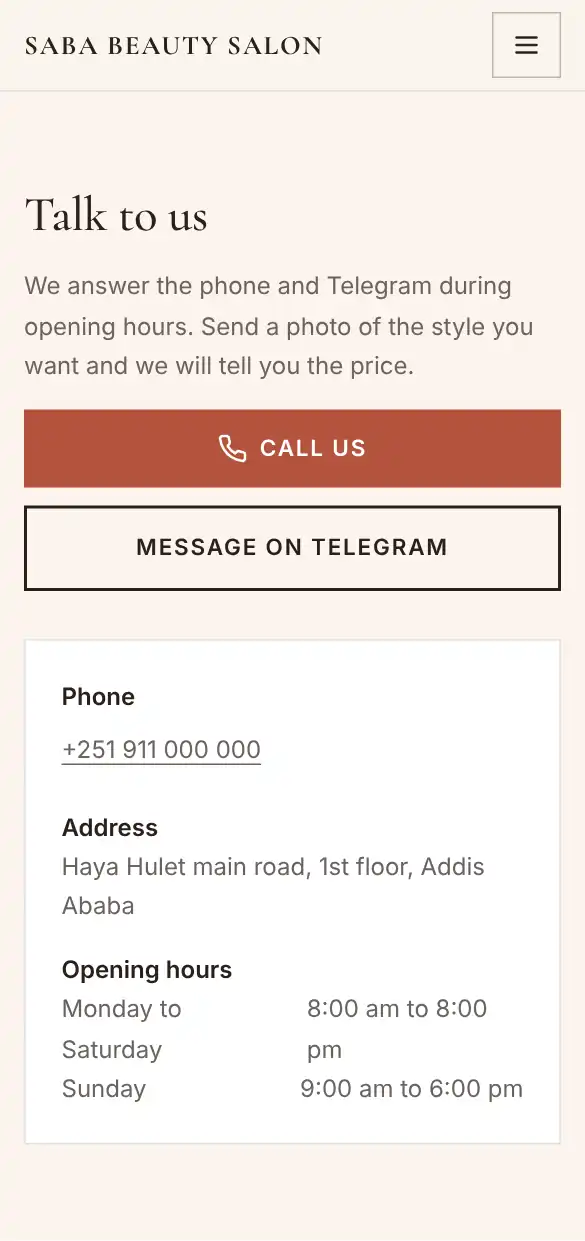 SABA BEAUTY SALON
Talk to us
We answer the phone and Telegram during
opening hours. Send a photo of the style you
want and we will tell you the price.
CALL US
MESSAGE ON TELEGRAM
Phone
+251 911 000 000
Address
Haya Hulet main road, 1st floor, Addis
Ababa
Opening hours
Monday to 8:00 am to 8:00
Saturday pm
Sunday 9:00 am to 6:00 pm